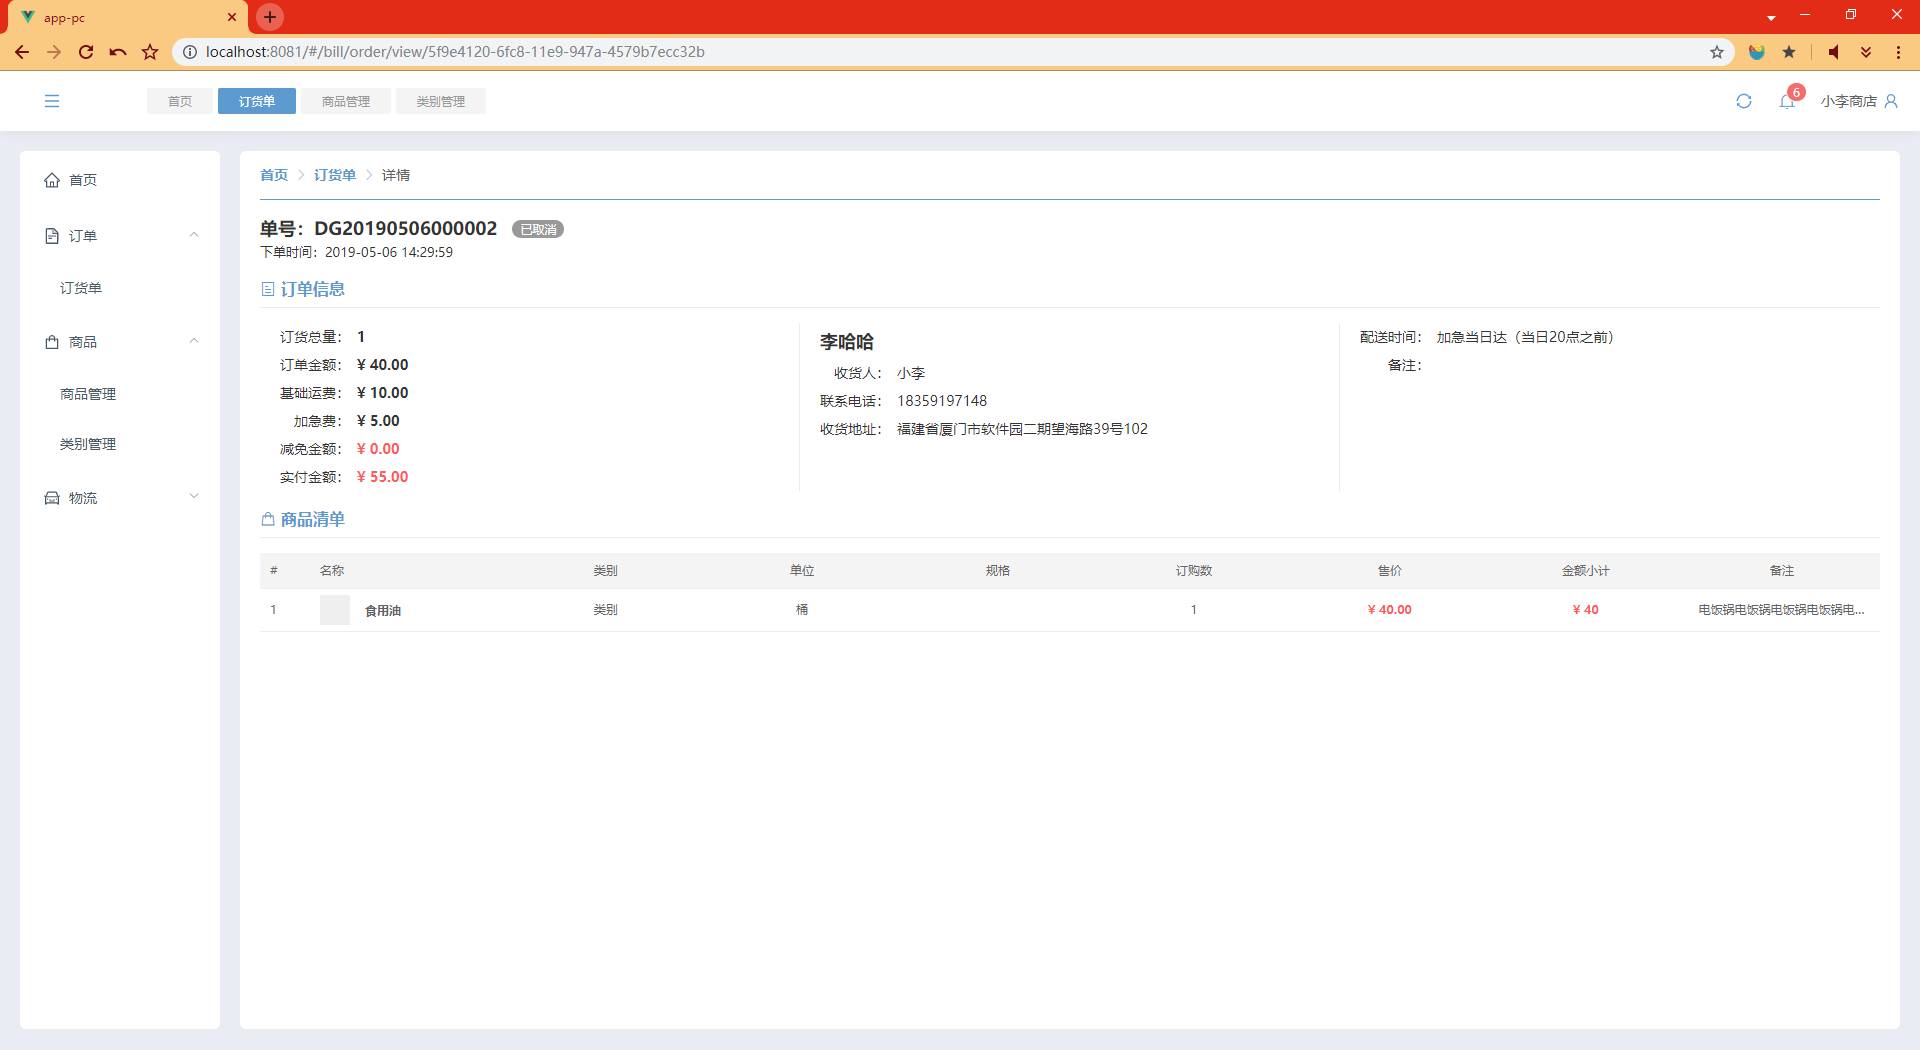 app-pc
localhost:8081/#/bill/order/view/5f9e4120-6fc8-11e9-947a-4579b7ecc32b
首页 订货单 商品管理 类别管理 6 小李商店
首页
订单
订货单
商品
商品管理
类别管理
物流
首页 > 订货单 > 详情
单号：DG20190506000002 已取消
下单时间：2019-05-06 14:29:59
订单信息
订货总量： 1
订单金额： ¥ 40.00
基础运费： ¥ 10.00
加急费： ¥ 5.00
减免金额： ¥ 0.00
实付金额： ¥ 55.00
李哈哈
收货人： 小李
联系电话： 18359197148
收货地址： 福建省厦门市软件园二期望海路39号102
配送时间： 加急当日达（当日20点之前）
备注：
商品清单
# 名称 类别 单位 规格 订购数 售价 金额小计 备注
1 食用油 类别 桶 1 ¥ 40.00 ¥ 40 电饭锅电饭锅电饭锅电饭锅电...